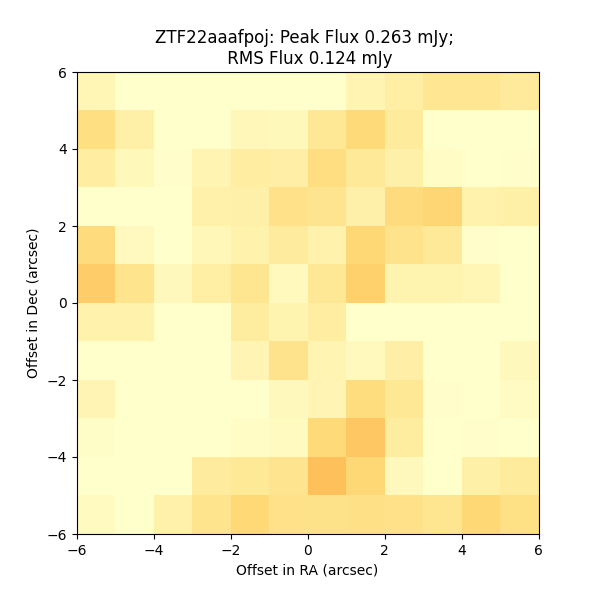 ZTF22aaafpoj: Peak Flux 0.263 mJy;
RMS Flux 0.124 mJy
6
4
2
0
−2
−4
−6
Offset in Dec (arcsec)
−6 −4 −2 0 2 4 6
Offset in RA (arcsec)